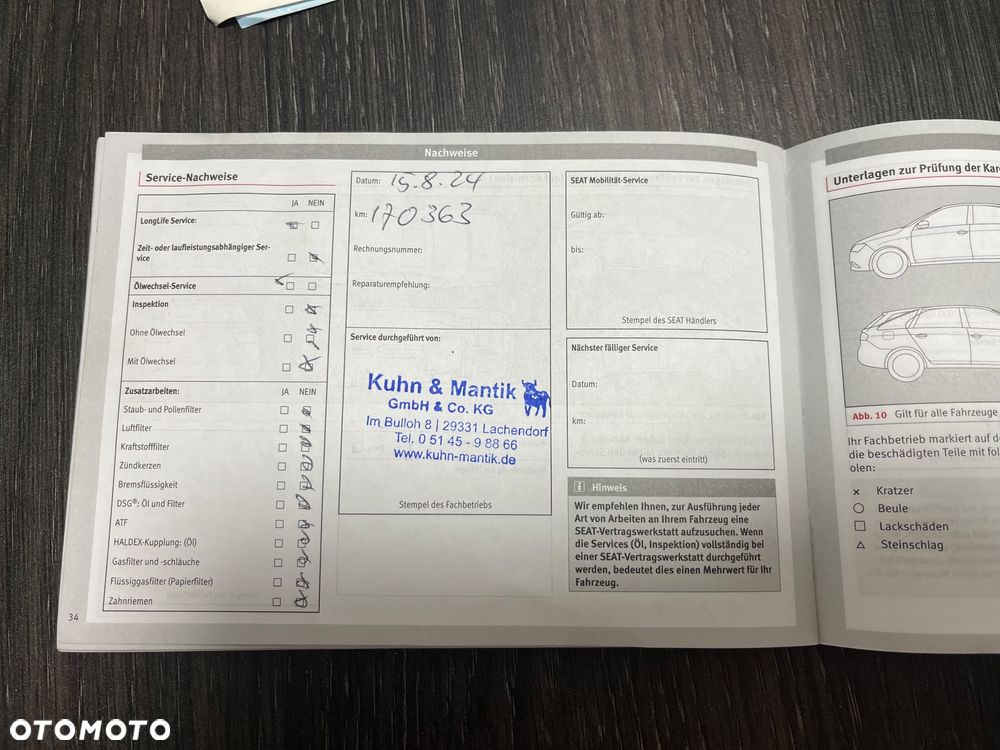 Nachweise
Service-Nachweise
JA NEIN
LongLife Service:
Zeit- oder laufleistungsabhängiger Ser-
vice
Ölwechsel-Service
Inspektion
Ohne Ölwechsel
Mit Ölwechsel
Zusatzarbeiten: JA NEIN
Staub- und Pollenfilter
Luftfilter
Kraftstofffilter
Zündkerzen
Bremsflüssigkeit
DSG®: Öl und Filter
ATF
HALDEX-Kupplung: (Öl)
Gasfilter und -schläuche
Flüssiggasfilter (Papierfilter)
Zahnriemen
34
Datum: 15.8.24
km: 170363
Rechnungsnummer:
Reparaturempfehlung:
Service durchgeführt von:
Kuhn & Mantik
GmbH & Co. KG
Im Bulloh 8 | 29331 Lachendorf
Tel. 0 51 45 - 9 88 66
www.kuhn-mantik.de
Stempel des Fachbetriebs
SEAT Mobilität-Service
Gültig ab:
bis:
Stempel des SEAT Händlers
Nächster fälliger Service
Datum:
km:
(was zuerst eintritt)
Hinweis
Wir empfehlen Ihnen, zur Ausführung jeder
Art von Arbeiten an Ihrem Fahrzeug eine
SEAT-Vertragswerkstatt aufzusuchen. Wenn
die Services (Öl, Inspektion) vollständig bei
einer SEAT-Vertragswerkstatt durchgeführt
werden, bedeutet dies einen Mehrwert für Ihr
Fahrzeug.
Unterlagen zur Prüfung der Kar
Abb. 10 Gilt für alle Fahrzeuge
Ihr Fachbetrieb markiert auf de
die beschädigten Teile mit fol
olen:
Kratzer
Beule
Lackschäden
Steinschlag
OTOMOTO